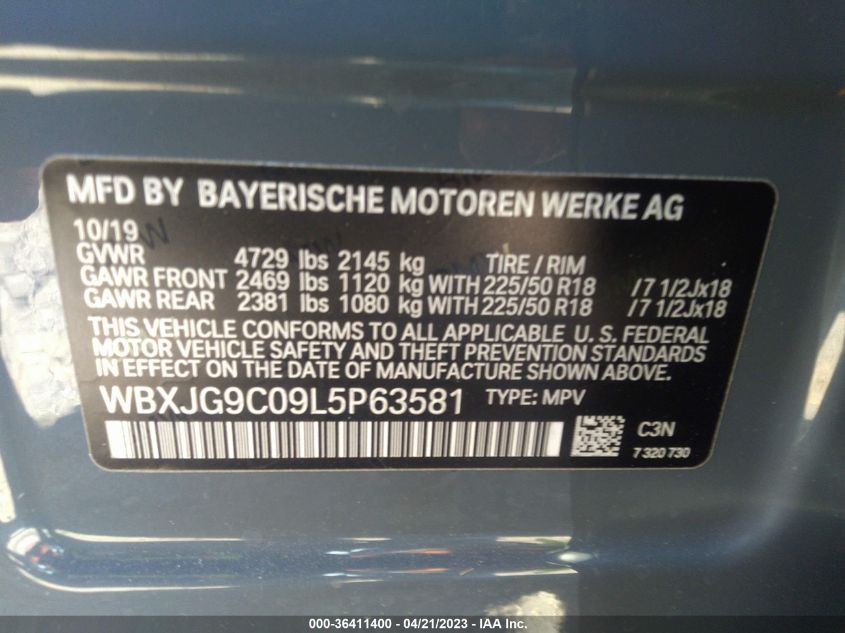 MFD BY BAYERISCHE MOTOREN WERKE AG
10/19
GVWR 4729 lbs 2145 kg TIRE / RIM
GAWR FRONT 2469 lbs 1120 kg WITH 225/50 R18 /7 1/2Jx18
GAWR REAR 2381 lbs 1080 kg WITH 225/50 R18 /7 1/2Jx18
THIS VEHICLE CONFORMS TO ALL APPLICABLE U. S. FEDERAL
MOTOR VEHICLE SAFETY AND THEFT PREVENTION STANDARDS
IN EFFECT ON THE DATE OF MANUFACTURE SHOWN ABOVE.
WBXJG9C09L5P63581 TYPE: MPV
C3N
7 320 730
000-36411400 - 04/21/2023 - IAA Inc.